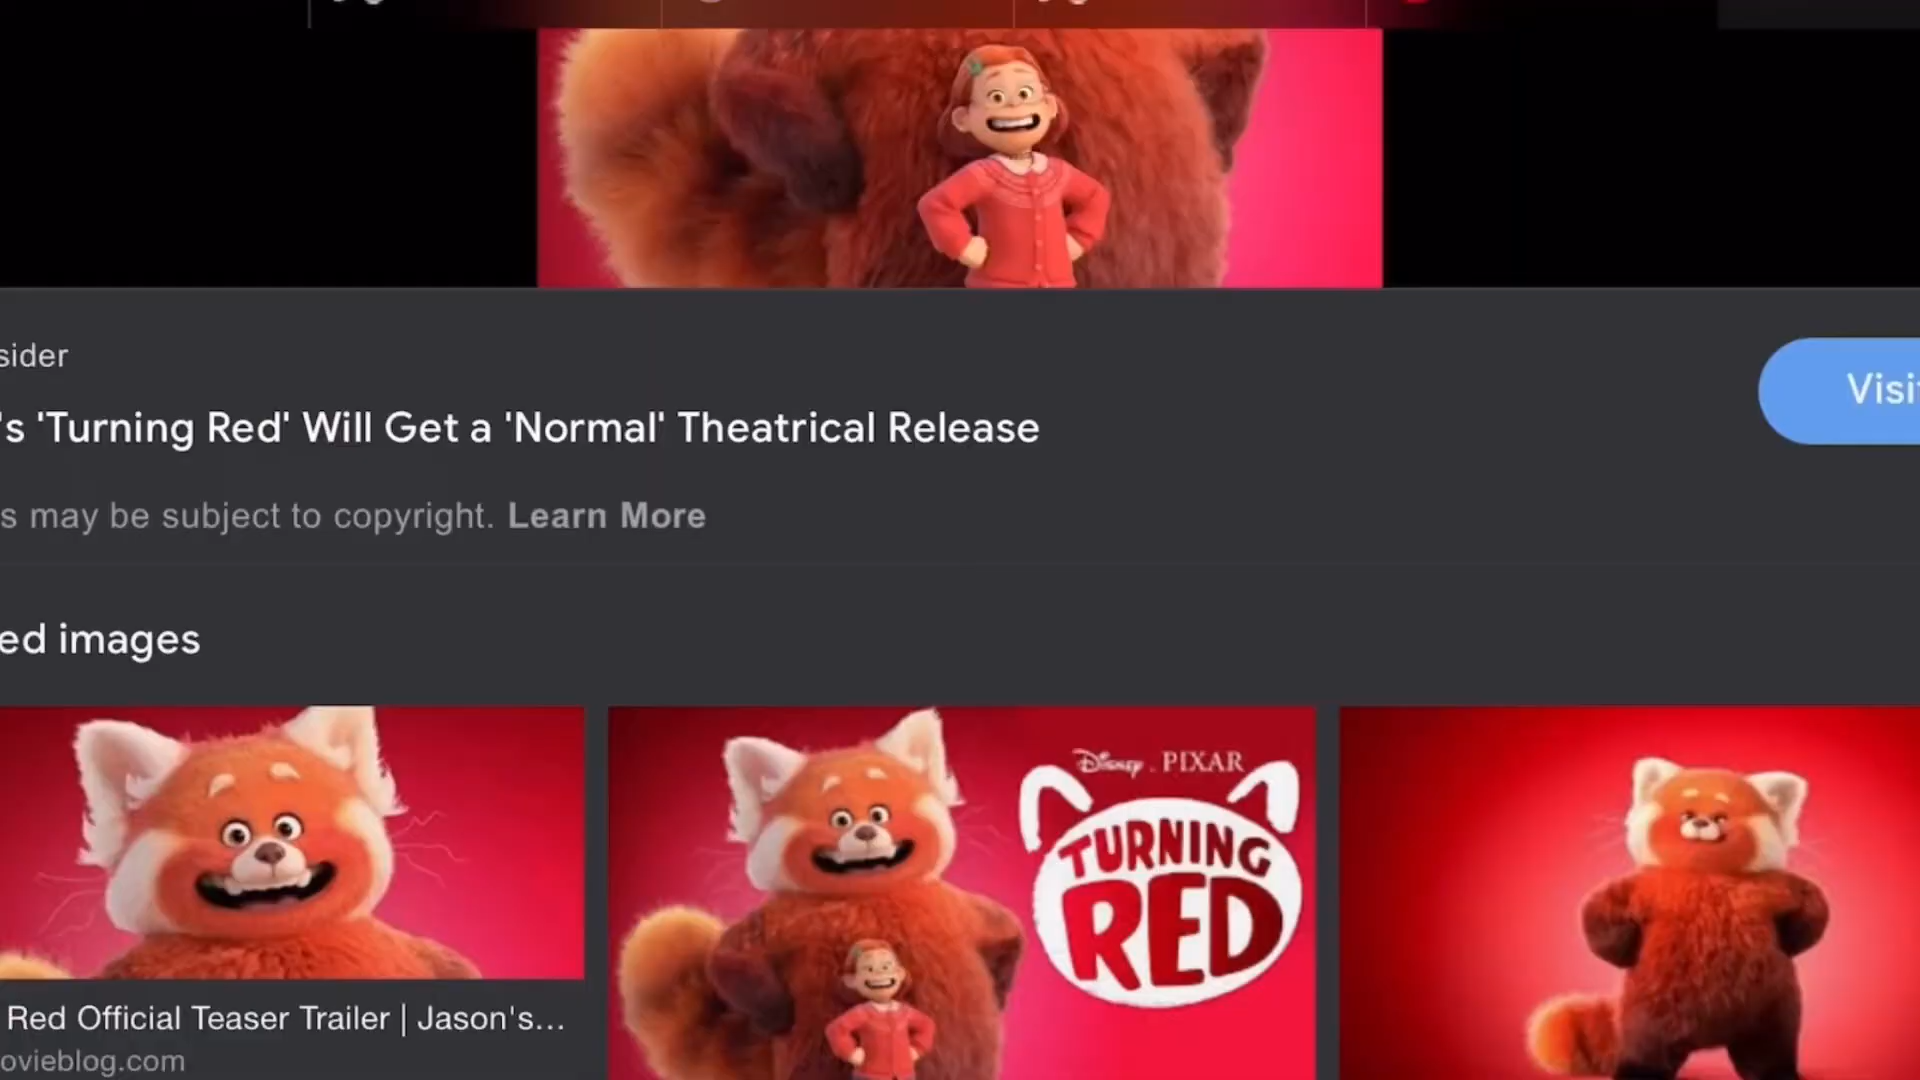 sider
Visi
's 'Turning Red' Will Get a 'Normal' Theatrical Release
s may be subject to copyright. Learn More
ed images
Disney . PIXAR
TURNING
RED
Red Official Teaser Trailer | Jason's...
ovieblog.com